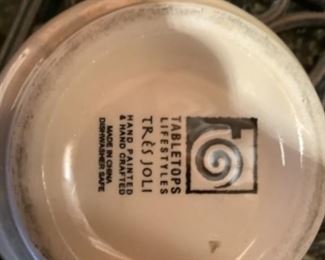 TABLETOPS
LIFESTYLES
TRÈS JOLI
HAND PAINTED
& HAND CRAFTED
MADE IN CHINA
DISHWASHER SAFE